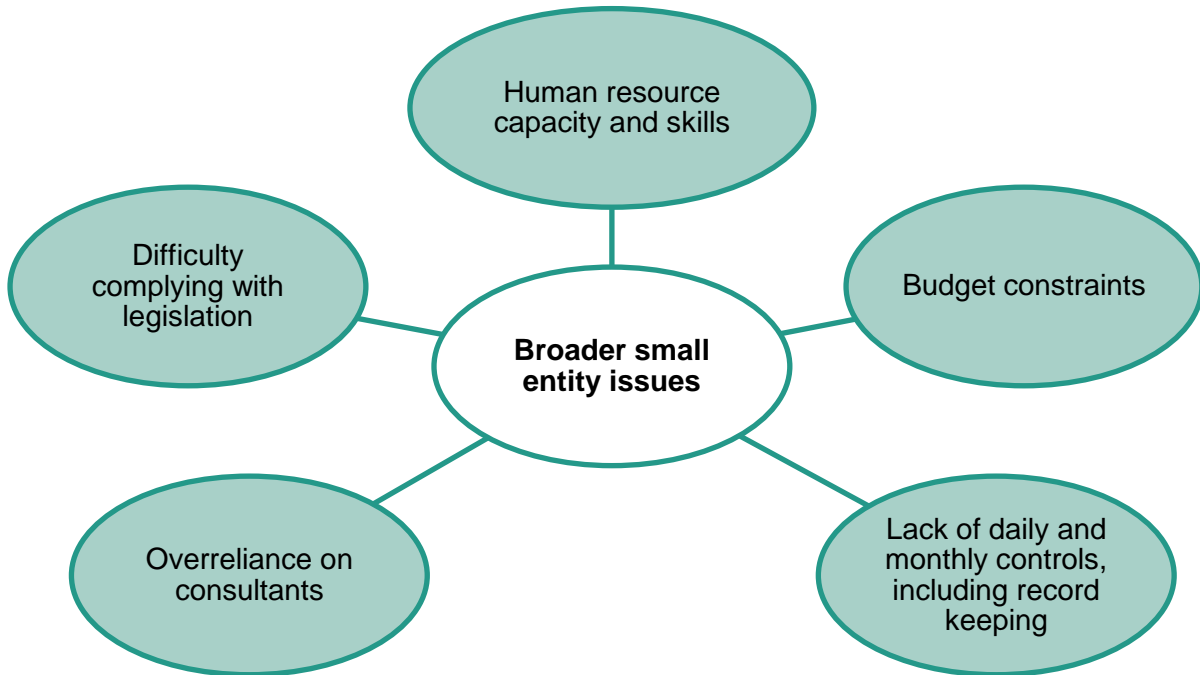 Human resource
capacity and skills
Difficulty
complying with
legislation
Budget constraints
Broader small
entity issues
Overreliance on
consultants
Lack of daily and
monthly controls,
including record
keeping